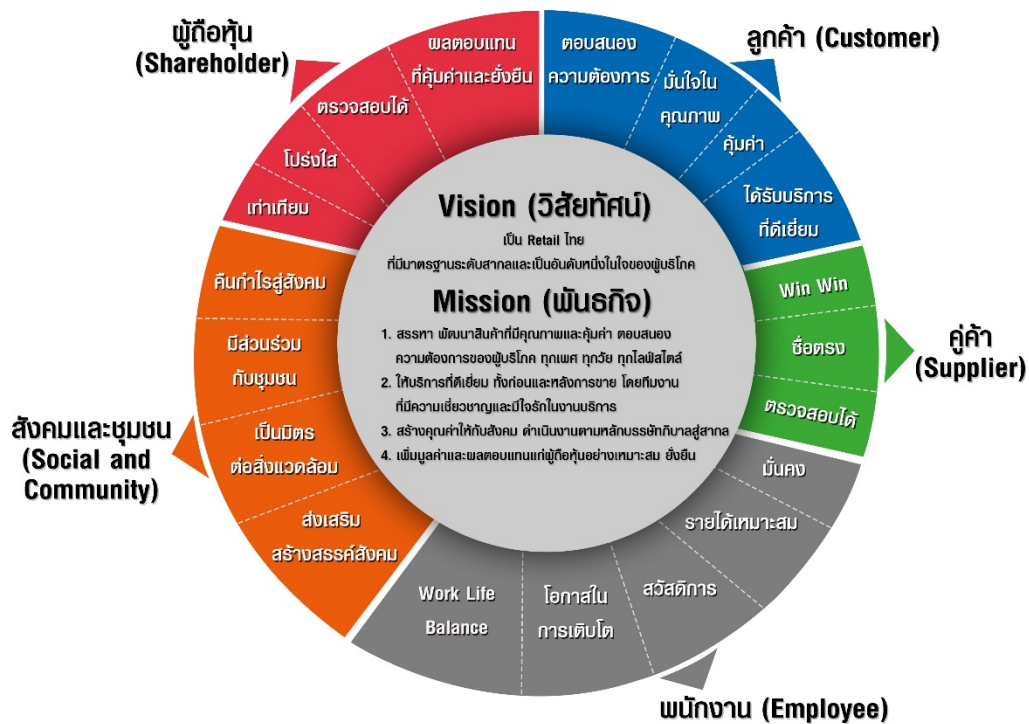 ผู้ถือหุ้น
(Shareholder)
ผลตอบแทน
ที่คุ้มค่าและยั่งยืน
ตรวจสอบได้
โปร่งใส
เท่าเทียม
ลูกค้า (Customer)
ตอบสนอง
ความต้องการ
มั่นใจใน
คุณภาพ
คุ้มค่า
ได้รับบริการ
ที่ดีเยี่ยม
คู่ค้า
(Supplier)
Win Win
ซื่อตรง
ตรวจสอบได้
พนักงาน (Employee)
มั่นคง
รายได้เหมาะสม
สวัสดิการ
โอกาสใน
การเติบโต
Work Life
Balance
สังคมและชุมชน
(Social and
Community)
คืนกำไรสู่สังคม
มีส่วนร่วม
กับชุมชน
เป็นมิตร
ต่อสิ่งแวดล้อม
ส่งเสริม
สร้างสรรค์สังคม
Vision (วิสัยทัศน์)
เป็น Retail ไทย
ที่มีมาตรฐานระดับสากลและเป็นอันดับหนึ่งในใจของผู้บริโภค
Mission (พันธกิจ)
1. สรรหา พัฒนาสินค้าที่มีคุณภาพและคุ้มค่า ตอบสนอง
ความต้องการของผู้บริโภค ทุกเพศ ทุกวัย ทุกไลฟ์สไตล์
2. ให้บริการที่ดีเยี่ยม ทั้งก่อนและหลังการขาย โดยทีมงาน
ที่มีความเชี่ยวชาญและมีใจรักในงานบริการ
3. สร้างคุณค่าให้กับสังคม ดำเนินงานตามหลักบรรษัทภิบาลสู่สากล
4. เพิ่มมูลค่าและผลตอบแทนแก่ผู้ถือหุ้นอย่างเหมาะสม ยั่งยืน